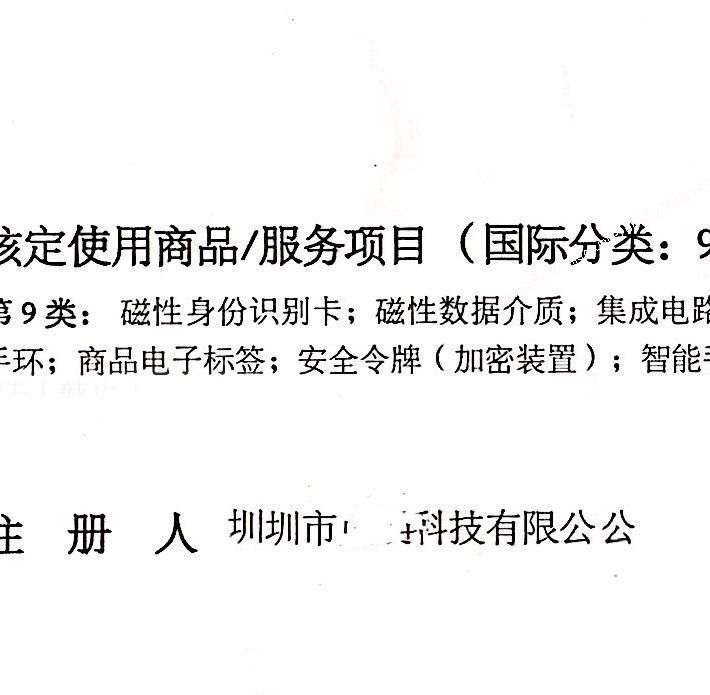 核定使用商品/服务项目（国际分类：9
第9类：磁性身份识别卡；磁性数据介质；集成电路
手环；商品电子标签；安全令牌（加密装置）；智能手
注 册 人 圳圳市 科技有限公公